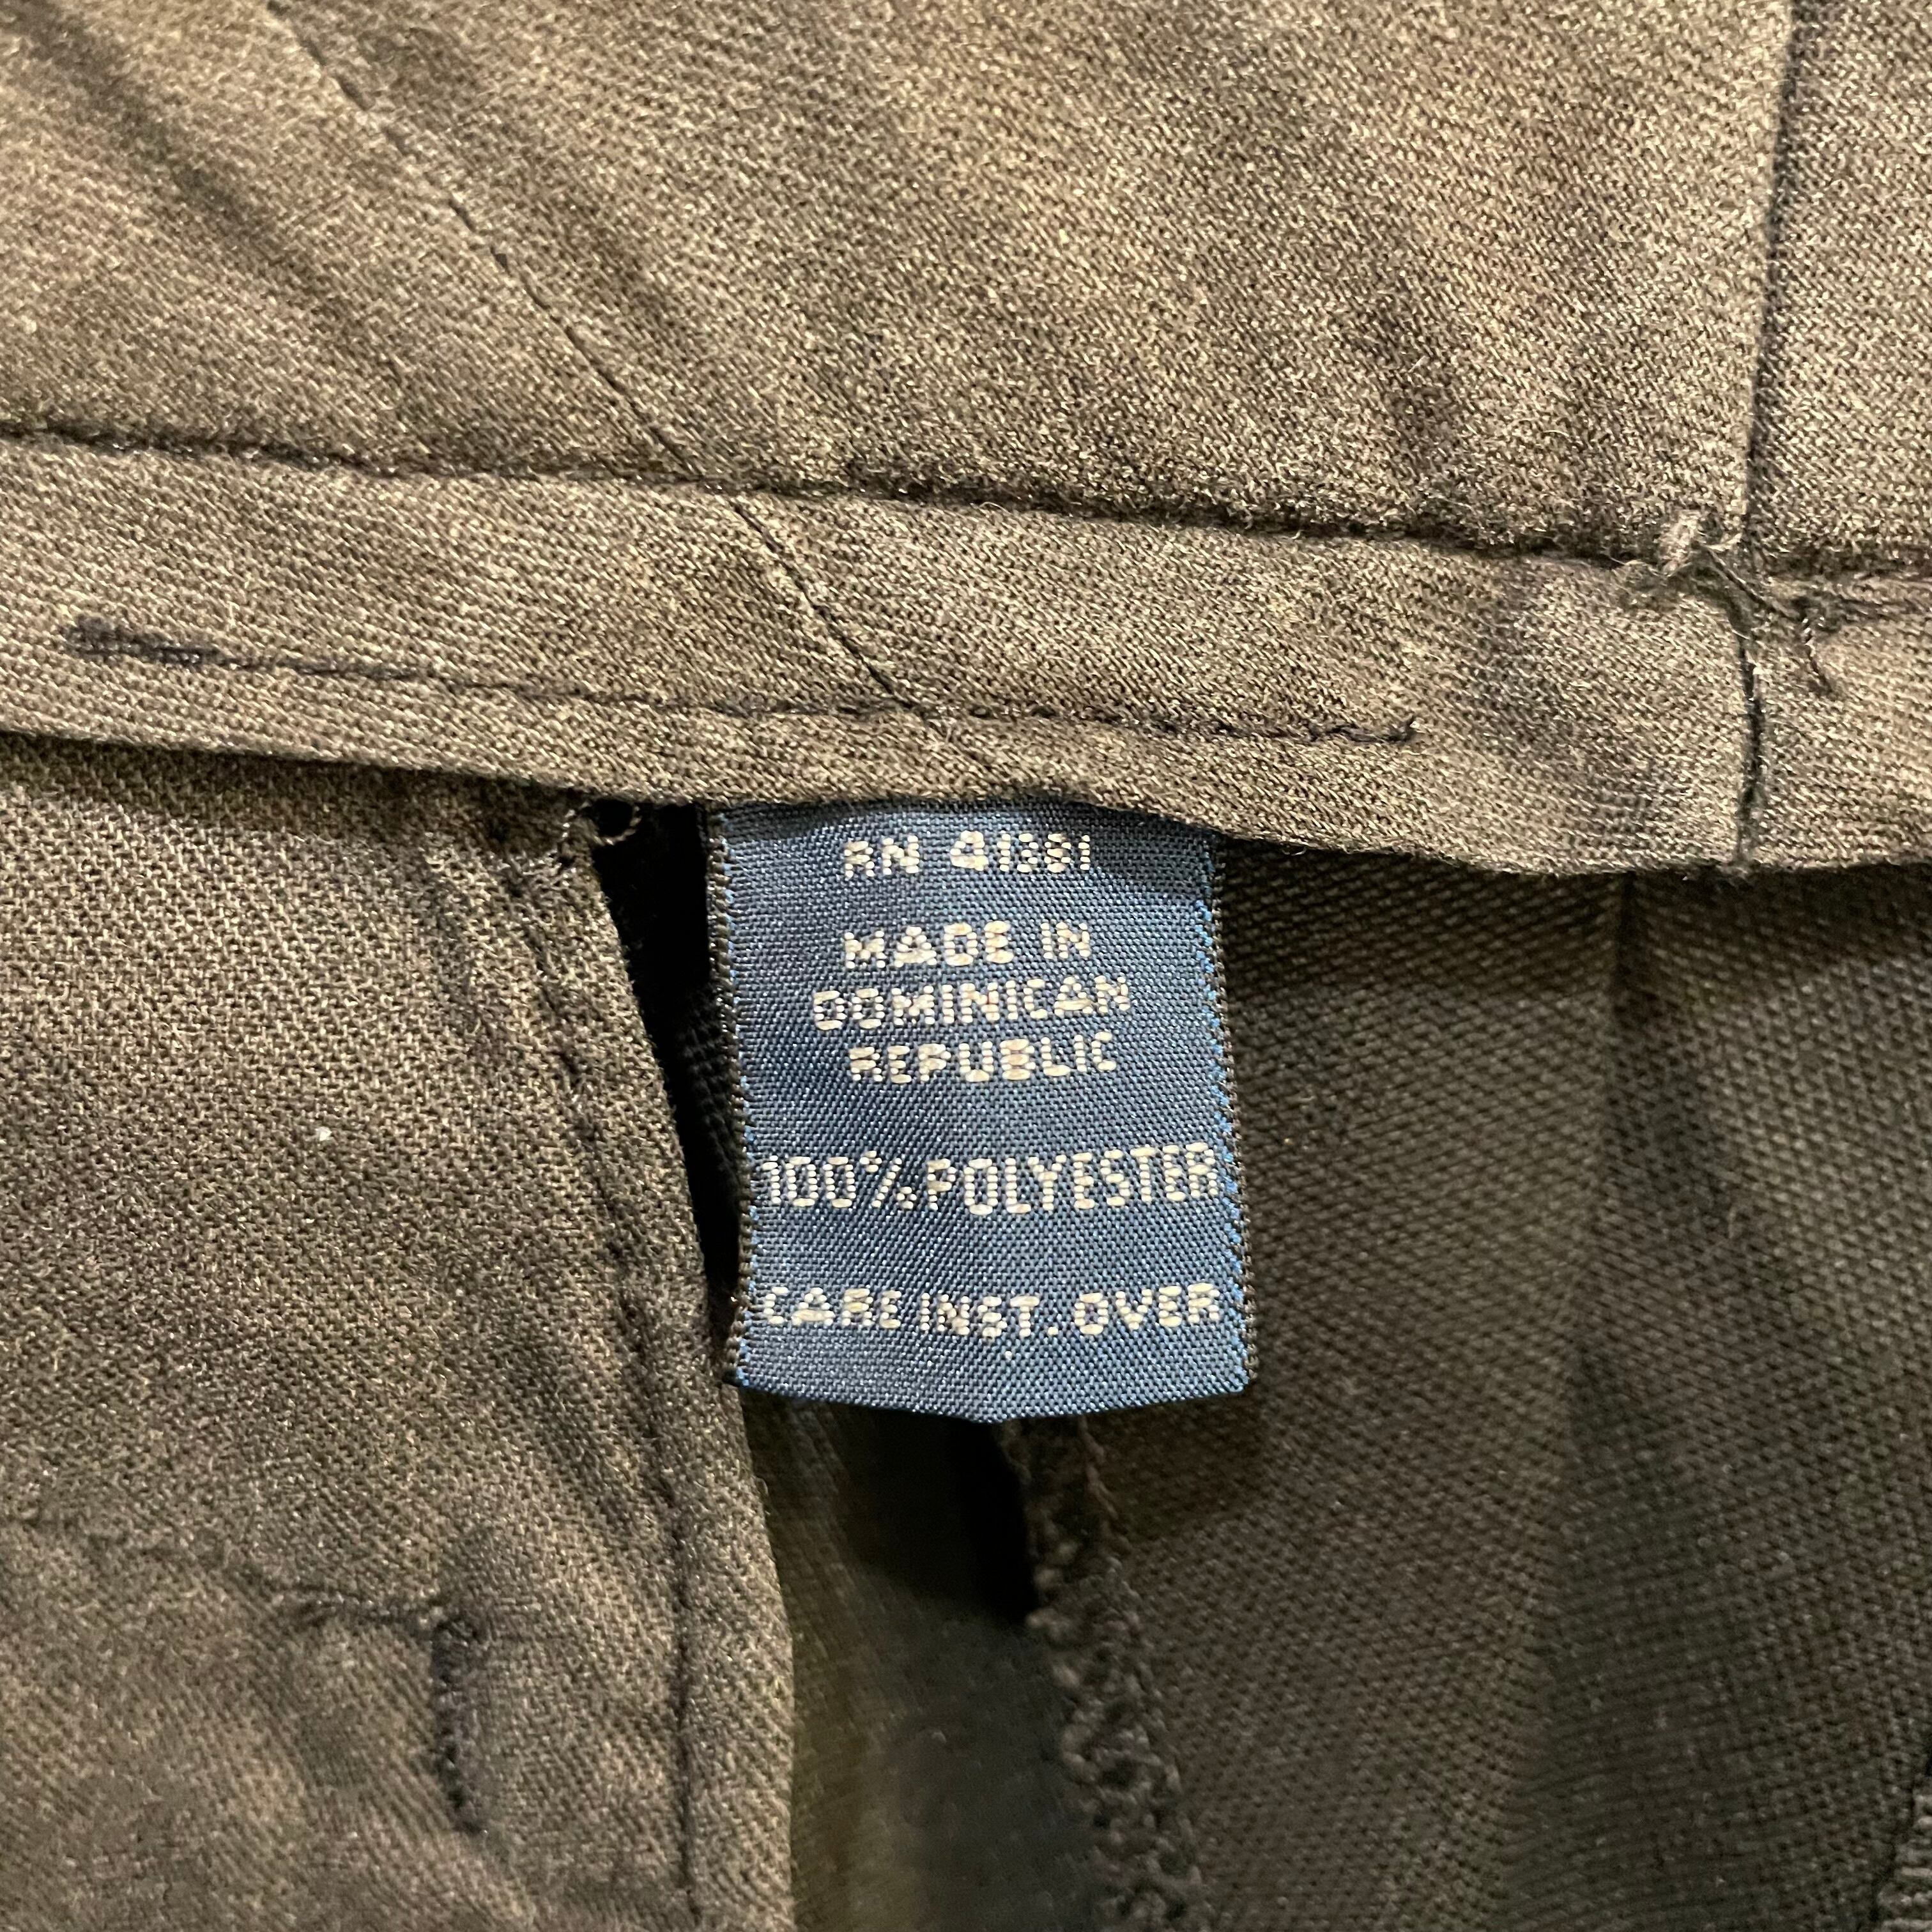 RN 41381
MADE IN
DOMINICAN
REPUBLIC
100% POLYESTER
CARE INST. OVER